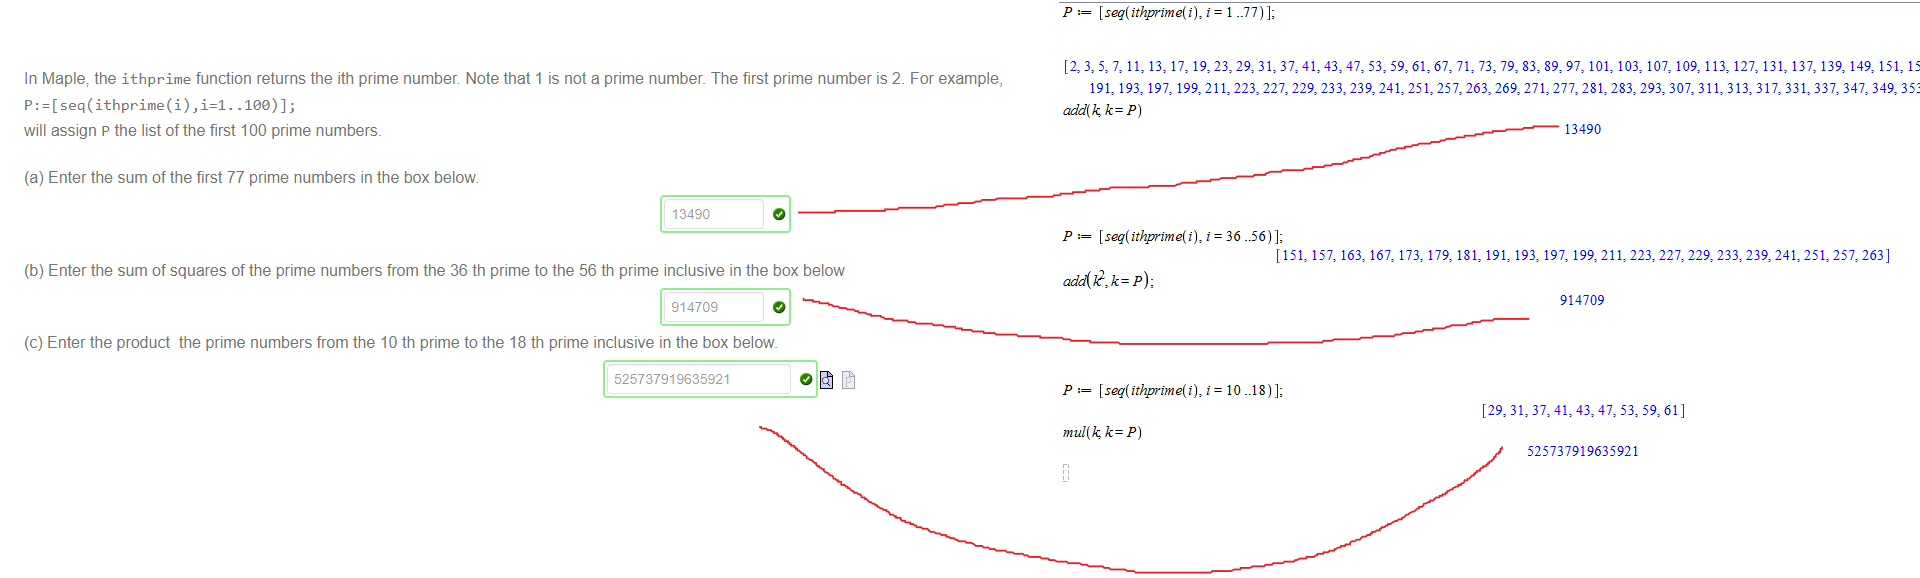 In Maple, the ithprime function returns the ith prime number. Note that 1 is not a prime number. The first prime number is 2. For example,
P:=[seq(ithprime(i),i=1..100)];
will assign P the list of the first 100 prime numbers.
(a) Enter the sum of the first 77 prime numbers in the box below.
13490
(b) Enter the sum of squares of the prime numbers from the 36 th prime to the 56 th prime inclusive in the box below
914709
(c) Enter the product the prime numbers from the 10 th prime to the 18 th prime inclusive in the box below.
525737919635921
P := [seq(ithprime(i), i = 1 ..77)];
[2, 3, 5, 7, 11, 13, 17, 19, 23, 29, 31, 37, 41, 43, 47, 53, 59, 61, 67, 71, 73, 79, 83, 89, 97, 101, 103, 107, 109, 113, 127, 131, 137, 139, 149, 151, 15
191, 193, 197, 199, 211, 223, 227, 229, 233, 239, 241, 251, 257, 263, 269, 271, 277, 281, 283, 293, 307, 311, 313, 317, 331, 337, 347, 349, 353
add(k, k = P)
13490
P := [seq(ithprime(i), i = 36 ..56)];
[151, 157, 163, 167, 173, 179, 181, 191, 193, 197, 199, 211, 223, 227, 229, 233, 239, 241, 251, 257, 263]
add(k², k = P);
914709
P := [seq(ithprime(i), i = 10 ..18)];
[29, 31, 37, 41, 43, 47, 53, 59, 61]
mul(k, k = P)
525737919635921